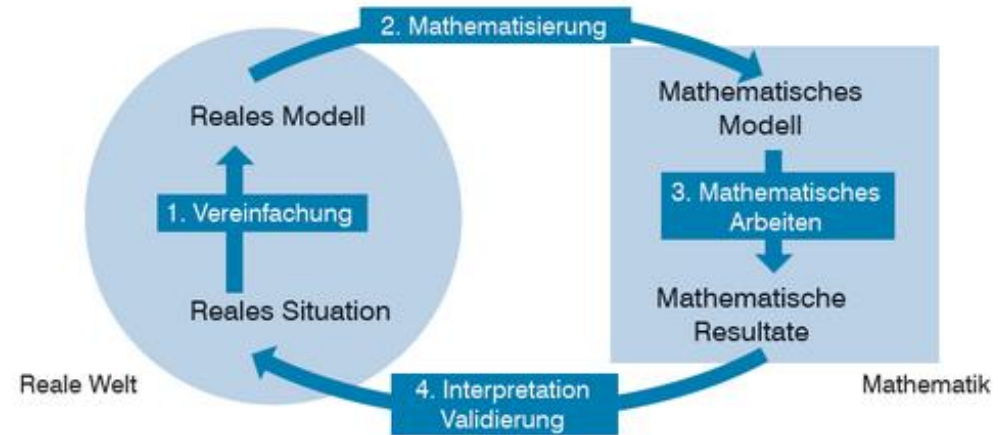 2. Mathematisierung
Reales Modell
Mathematisches
Modell
1. Vereinfachung
3. Mathematisches
Arbeiten
Reales Situation
Mathematische
Resultate
Reale Welt
4. Interpretation
Validierung
Mathematik